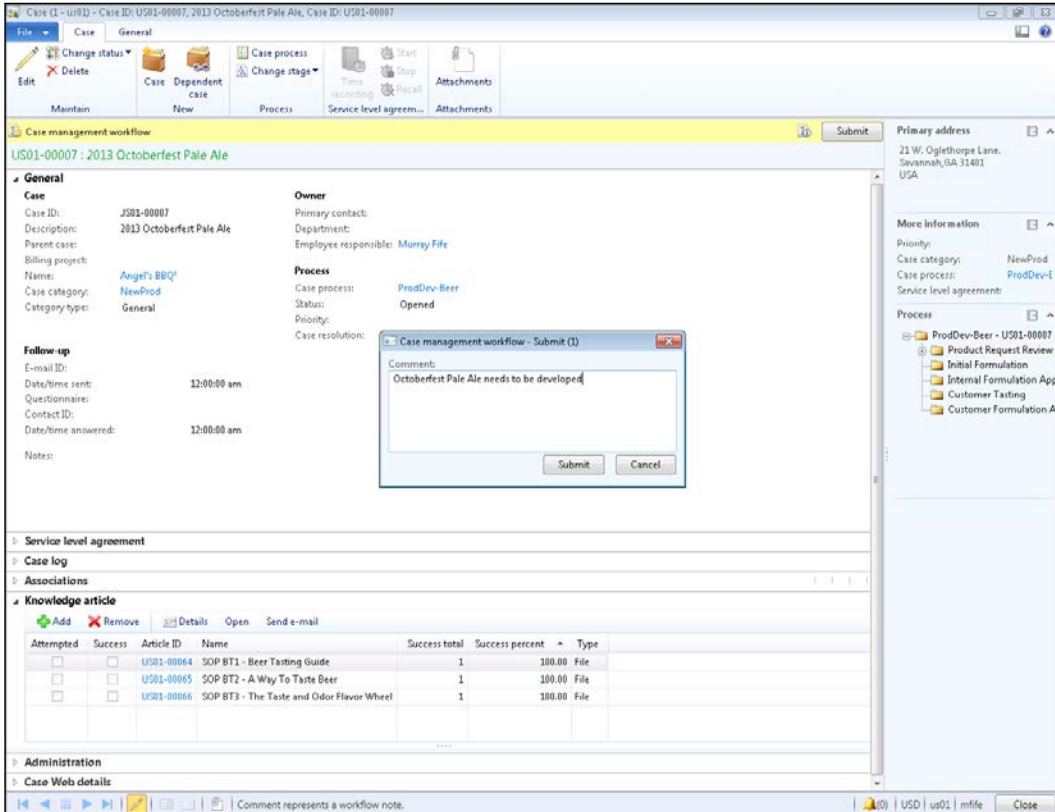 Case (1 - us01) - Case ID: US01-00007, 2013 Octoberfest Pale Ale, Case ID: US01-00007
File Case General
Edit
Change status
Delete
Maintain
Case
Dependent case
New
Case process
Change stage
Process
Time recording
Start
Stop
Recall
Service level agreem...
Attachments
Attachments
Case management workflow Submit
US01-00007 : 2013 Octoberfest Pale Ale
General
Case
Case ID: JS01-00007
Description: 2013 Octoberfest Pale Ale
Parent case:
Billing project:
Name: Angel's BBQ
Case category: NewProd
Category type: General
Follow-up
E-mail ID:
Date/time sent: 12:00:00 am
Questionnaire:
Contact ID:
Date/time answered: 12:00:00 am
Notes:
Owner
Primary contact:
Department:
Employee responsible: Murray Fife
Process
Case process: ProdDev-Beer
Status: Opened
Priority:
Case resolution:
Case management workflow - Submit (1)
Comment:
Octoberfest Pale Ale needs to be developed
Submit Cancel
Service level agreement
Case log
Associations
Knowledge article
Add Remove Details Open Send e-mail
Attempted Success Article ID Name Success total Success percent Type
US01-00064 SOP BT1 - Beer Tasting Guide 1 100.00 File
US01-00065 SOP BT2 - A Way To Taste Beer 1 100.00 File
US01-00066 SOP BT3 - The Taste and Odor Flavor Wheel 1 100.00 File
Administration
Case Web details
Primary address
21 W. Oglethorpe Lane.
Savannah,GA 31401
USA
More information
Priority:
Case category: NewProd
Case process: ProdDev-E
Service level agreement:
Process
ProdDev-Beer - US01-00007
Product Request Review
Initial Formulation
Internal Formulation App
Customer Tasting
Customer Formulation A
Comment represents a workflow note. (0) USD us01 mfife Close